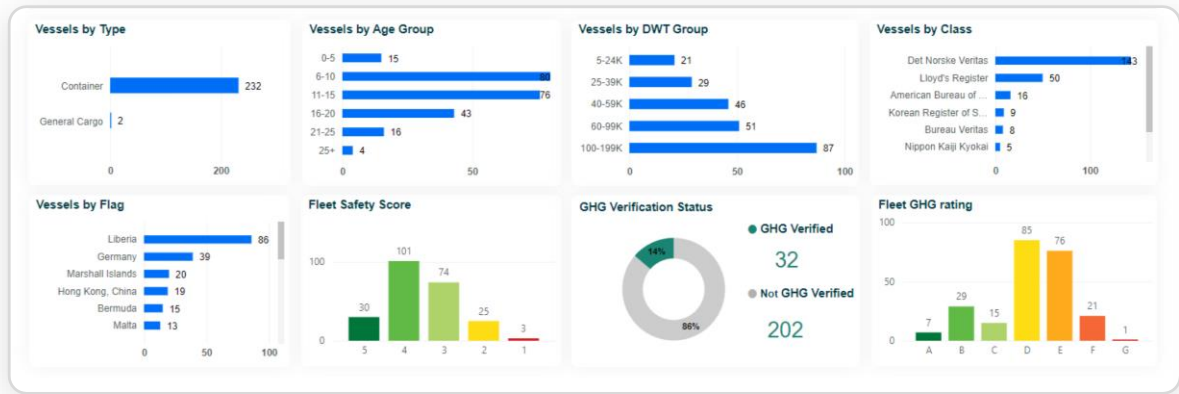 Vessels by Type
Container 232
General Cargo 2
0 200
Vessels by Age Group
0-5 15
6-10 80
11-15 76
16-20 43
21-25 16
25+ 4
0 50
Vessels by DWT Group
5-24K 21
25-39K 29
40-59K 46
60-99K 51
100-199K 87
0 50 100
Vessels by Class
Det Norske Veritas 143
Lloyd's Register 50
American Bureau of ... 16
Korean Register of S... 9
Bureau Veritas 8
Nippon Kaiji Kyokai 5
0 100
Vessels by Flag
Liberia 86
Germany 39
Marshall Islands 20
Hong Kong, China 19
Bermuda 15
Malta 13
0 50 100
Fleet Safety Score
100
0
30 101 74 25 3
5 4 3 2 1
GHG Verification Status
14%
86%
GHG Verified
32
Not GHG Verified
202
Fleet GHG rating
100
50
0
7 29 15 85 76 21 1
A B C D E F G